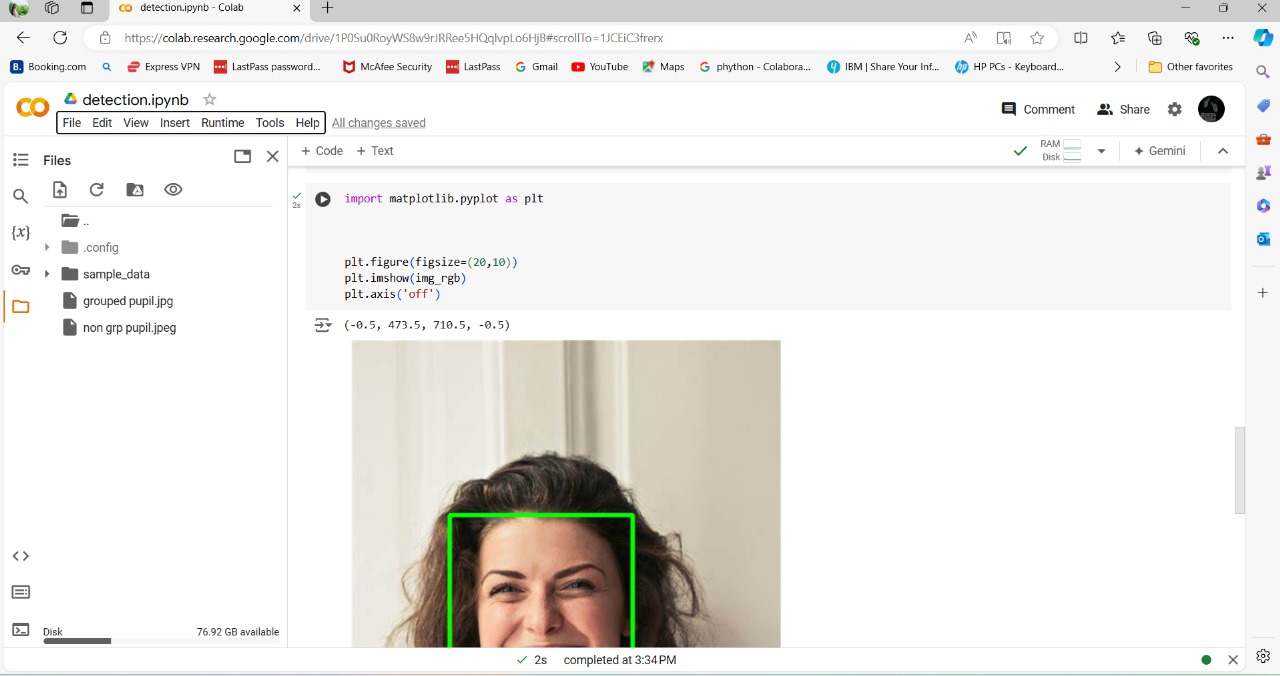 detection.ipynb - Colab
https://colab.research.google.com/drive/1P0Su0RoyWS8w9rJRRee5HQqlvpLo6HjB#scrollTo=1JCEiC3frerx
Booking.com Express VPN LastPass password... McAfee Security LastPass Gmail YouTube Maps phython - Colabora... IBM | Share Your Inf... HP PCs - Keyboard... Other favorites
detection.ipynb
File Edit View Insert Runtime Tools Help All changes saved
Comment Share
Files
+ Code + Text
RAM
Disk
Gemini
..
.config
sample_data
grouped pupil.jpg
non grp pupil.jpeg
2s
import matplotlib.pyplot as plt
plt.figure(figsize=(20,10))
plt.imshow(img_rgb)
plt.axis('off')
(-0.5, 473.5, 710.5, -0.5)
Disk 76.92 GB available
2s completed at 3:34 PM